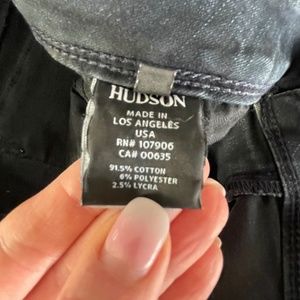 HUDSON
MADE IN
LOS ANGELES
USA
RN# 107906
CA# 00635
91.5% COTTON
6% POLYESTER
2.5% LYCRA